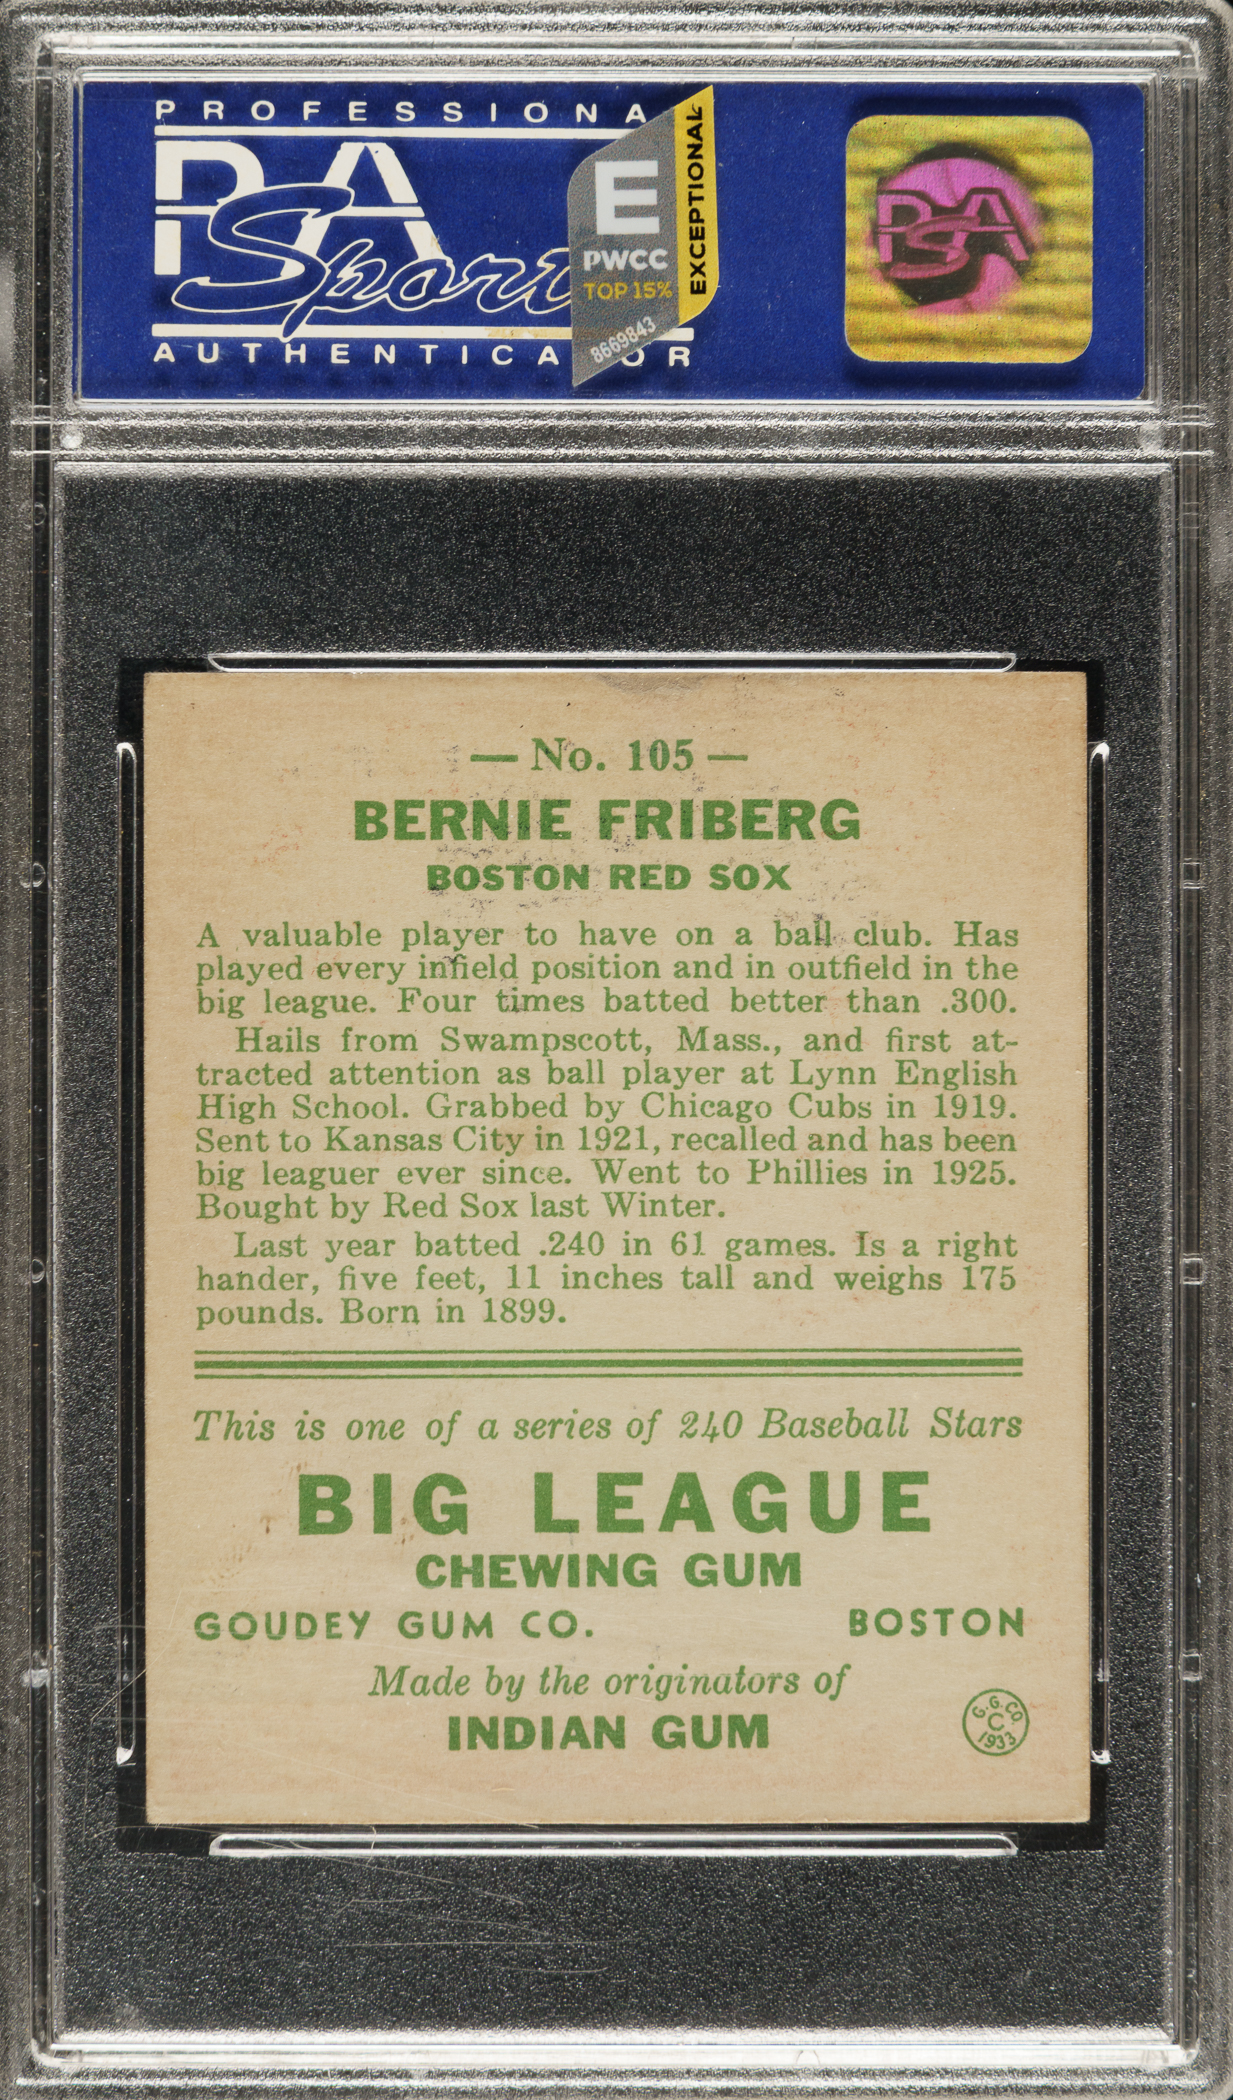 PROFESSIONA
PSA
Sport
AUTHENTICA OR
E
PWCC
TOP 15%
8669843
EXCEPTIONAL
PSA
— No. 105 —
BERNIE FRIBERG
BOSTON RED SOX
A valuable player to have on a ball club. Has
played every infield position and in outfield in the
big league. Four times batted better than .300.
Hails from Swampscott, Mass., and first at-
tracted attention as ball player at Lynn English
High School. Grabbed by Chicago Cubs in 1919.
Sent to Kansas City in 1921, recalled and has been
big leaguer ever since. Went to Phillies in 1925.
Bought by Red Sox last Winter.
Last year batted .240 in 61 games. Is a right
hander, five feet, 11 inches tall and weighs 175
pounds. Born in 1899.
This is one of a series of 240 Baseball Stars
BIG LEAGUE
CHEWING GUM
GOUDEY GUM CO. BOSTON
Made by the originators of
INDIAN GUM
G.G.CO.
C
1933